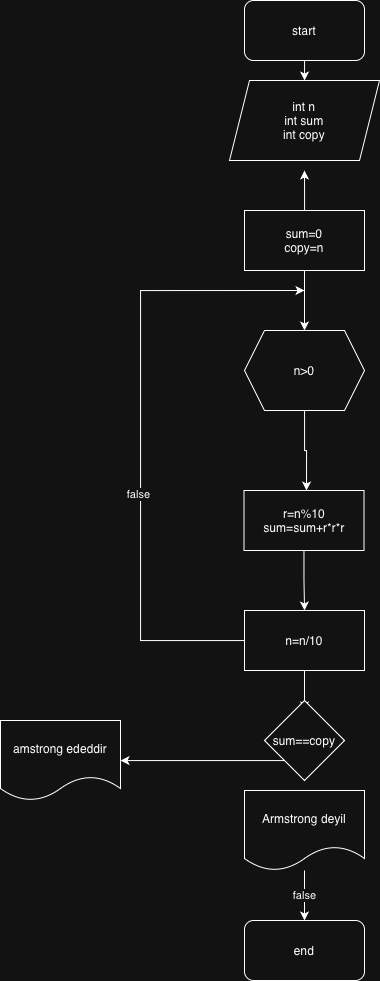 start
int n
int sum
int copy
sum=0
copy=n
n>0
false
r=n%10
sum=sum+r*r*r
n=n/10
sum==copy
amstrong ededdir
Armstrong deyil
false
end